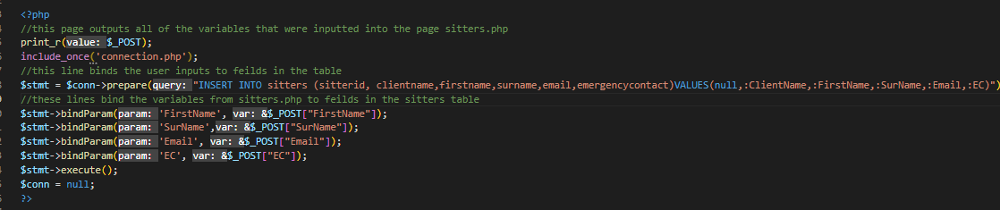 <?php
//this page outputs all of the variables that were inputted into the page sitters.php
print_r(value: $_POST);
include_once('connection.php');
//this line binds the user inputs to feilds in the table
$stmt = $conn->prepare(query: "INSERT INTO sitters (sitterid, clientname,firstname,surname,email,emergencycontact)VALUES(null,:ClientName,:FirstName,:SurName,:Email,:EC)")
//these lines bind the variables from sitters.php to feilds in the sitters table
$stmt->bindParam(param: 'FirstName', var: &$_POST["FirstName"]);
$stmt->bindParam(param: 'SurName',var: &$_POST["SurName"]);
$stmt->bindParam(param: 'Email', var: &$_POST["Email"]);
$stmt->bindParam(param: 'EC', var: &$_POST["EC"]);
$stmt->execute();
$conn = null;
?>